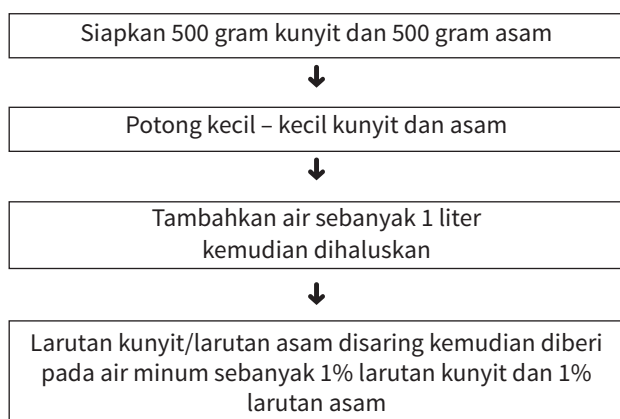 Siapkan 500 gram kunyit dan 500 gram asam
Potong kecil – kecil kunyit dan asam
Tambahkan air sebanyak 1 liter
kemudian dihaluskan
Larutan kunyit/larutan asam disaring kemudian diberi
pada air minum sebanyak 1% larutan kunyit dan 1%
larutan asam